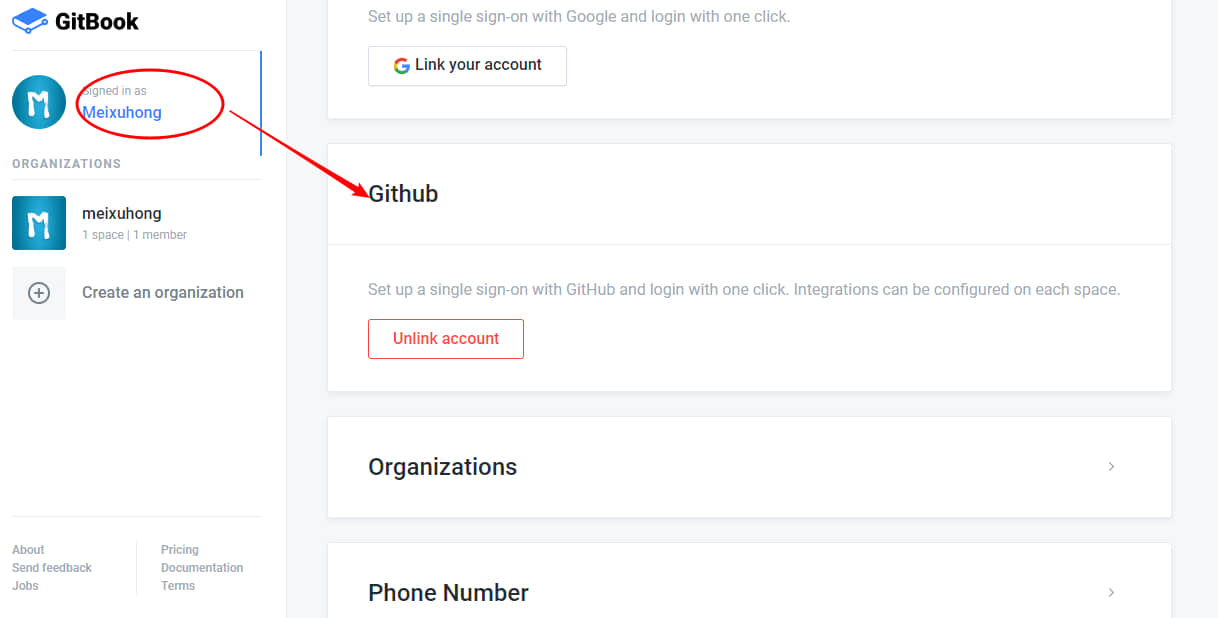 GitBook
Signed in as
Meixuhong
ORGANIZATIONS
meixuhong
1 space | 1 member
Create an organization
About
Send feedback
Jobs
Pricing
Documentation
Terms
Set up a single sign-on with Google and login with one click.
Link your account
Github
Set up a single sign-on with GitHub and login with one click. Integrations can be configured on each space.
Unlink account
Organizations
Phone Number